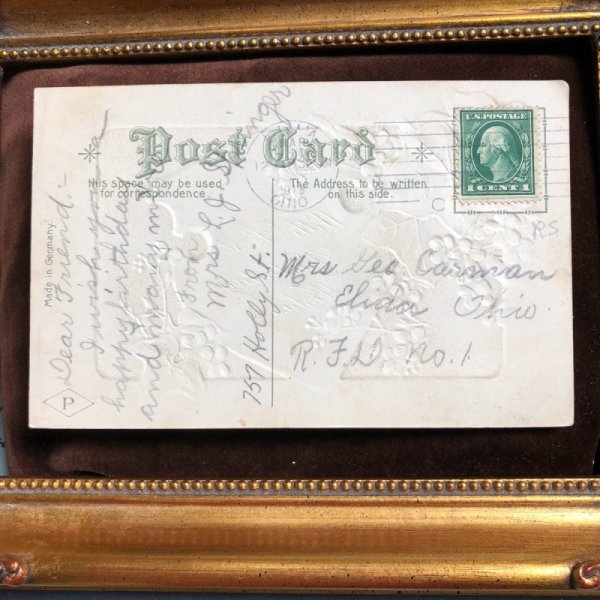 Post Card
This space may be used
for correspondence.
The Address to be written
on this side.
Made in Germany
P
Dear Friend:-
I wish you a
happy birthday
and many more
from
Mrs L. J.
757 Holly St.
Mrs Geo Carman
Elida Ohio.
R.F.D. No. 1
U.S. POSTAGE
1 CENT 1
OHIO
C
RS